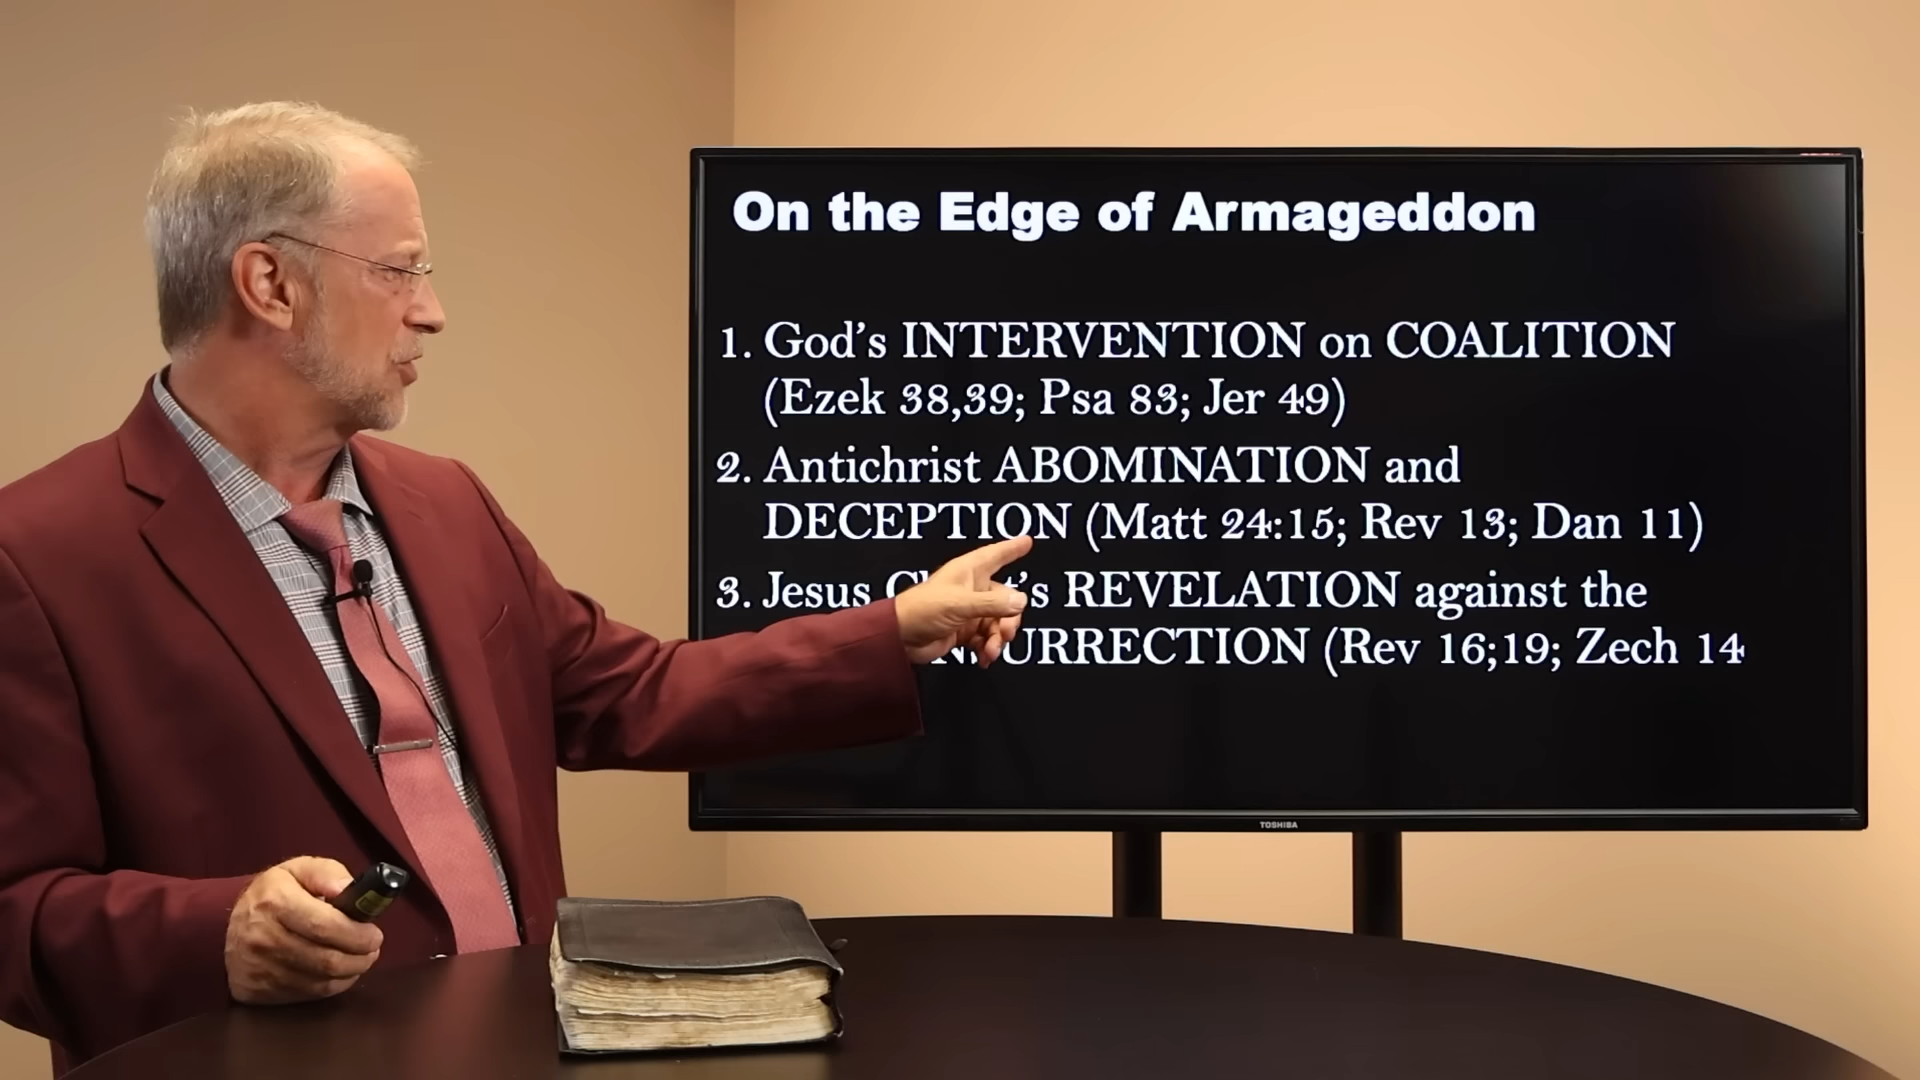 On the Edge of Armageddon
1. God's INTERVENTION on COALITION
(Ezek 38,39; Psa 83; Jer 49)
2. Antichrist ABOMINATION and
DECEPTION (Matt 24:15; Rev 13; Dan 11)
3. Jesus REVELATION against the
(Rev 16;19; Zech 14
TOSHIBA